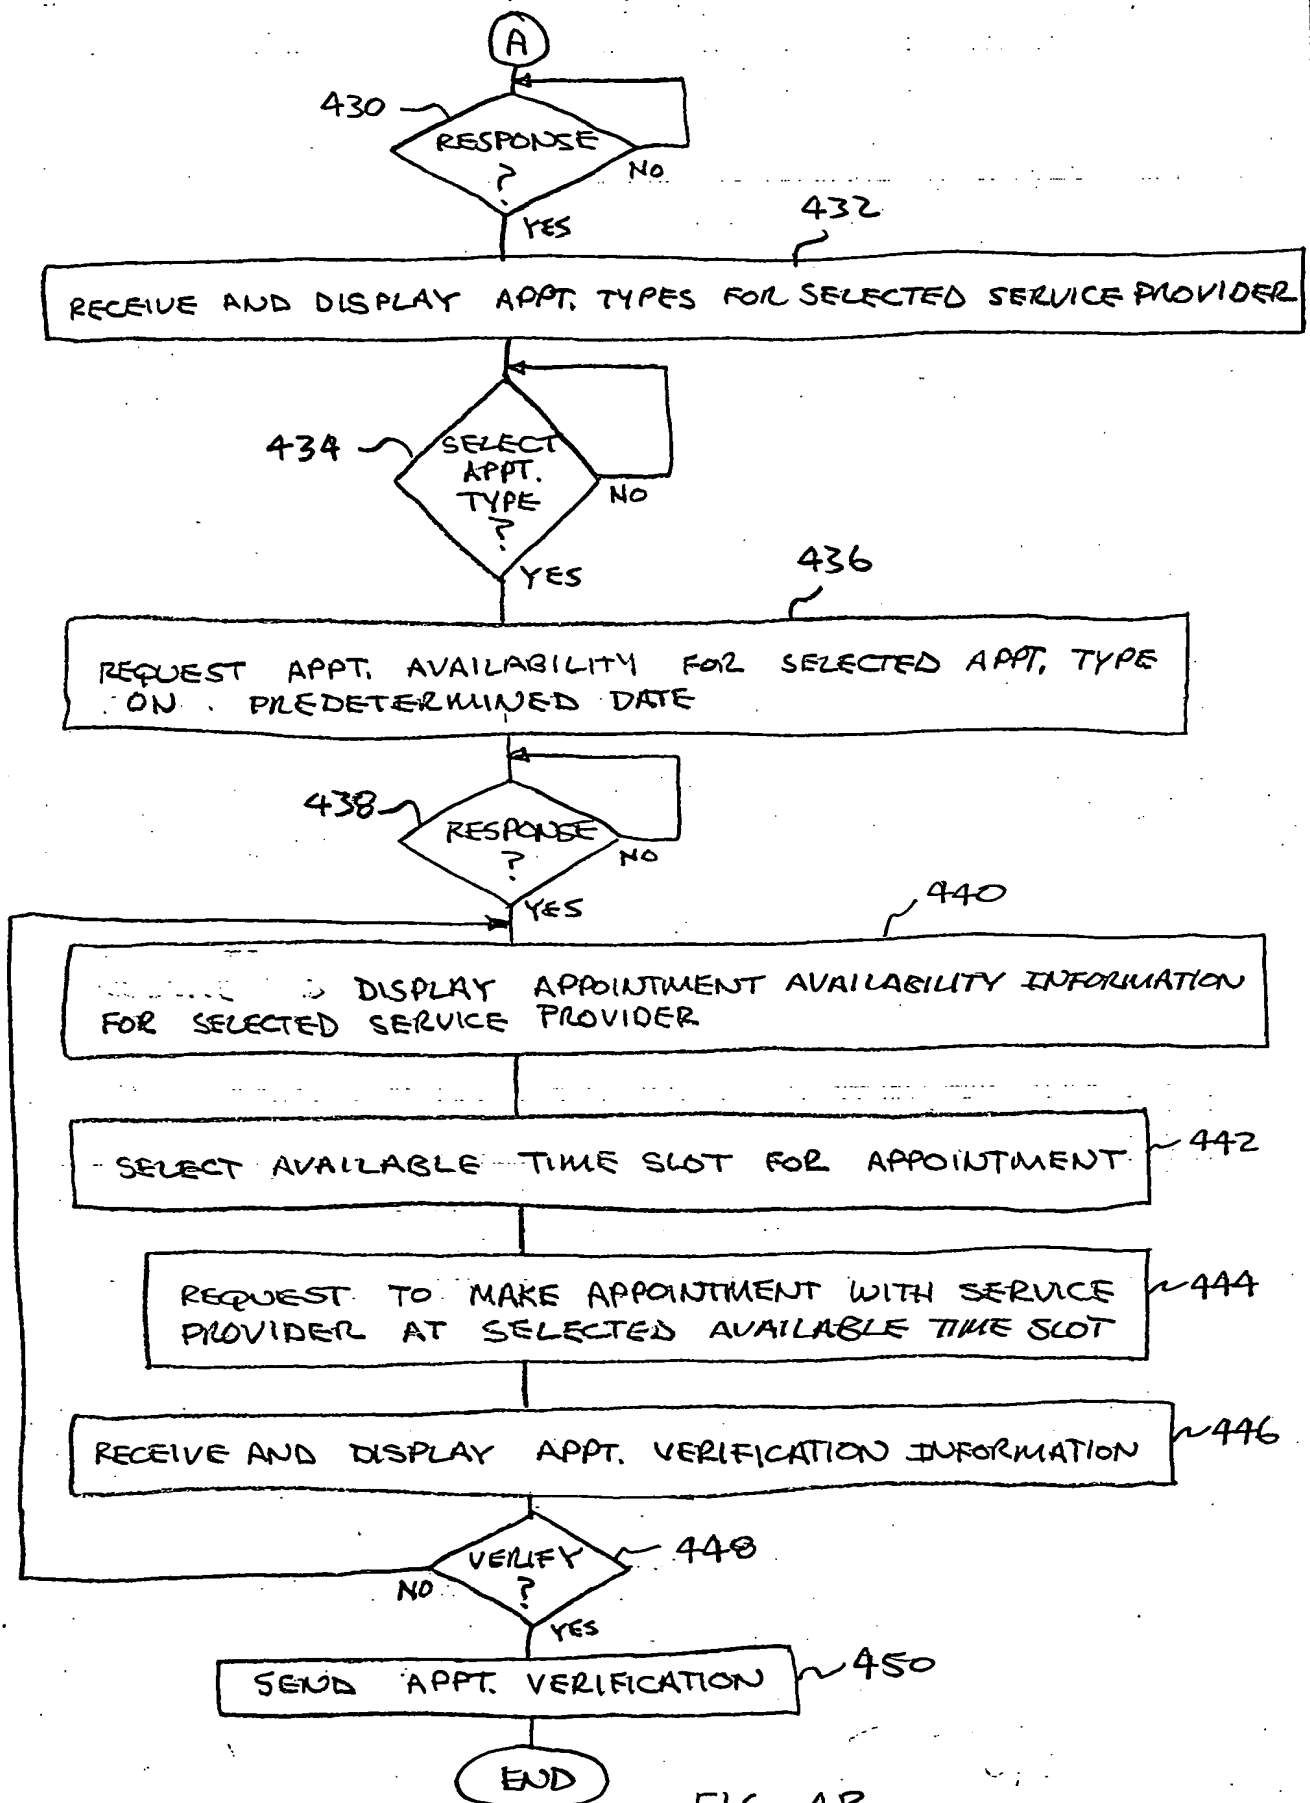 A
430
RESPONSE
?
NO
YES
432
RECEIVE AND DISPLAY APPT. TYPES FOR SELECTED SERVICE PROVIDER
434
SELECT
APPT.
TYPE
?
NO
YES
436
REQUEST APPT. AVAILABILITY FOR SELECTED APPT. TYPE
ON PREDETERMINED DATE
438
RESPONSE
?
NO
YES
440
DISPLAY APPOINTMENT AVAILABILITY INFORMATION
FOR SELECTED SERVICE PROVIDER
SELECT AVAILABLE TIME SLOT FOR APPOINTMENT
442
REQUEST TO MAKE APPOINTMENT WITH SERVICE
PROVIDER AT SELECTED AVAILABLE TIME SLOT
444
RECEIVE AND DISPLAY APPT. VERIFICATION INFORMATION
446
VERIFY
?
448
NO
YES
SEND APPT. VERIFICATION
450
END